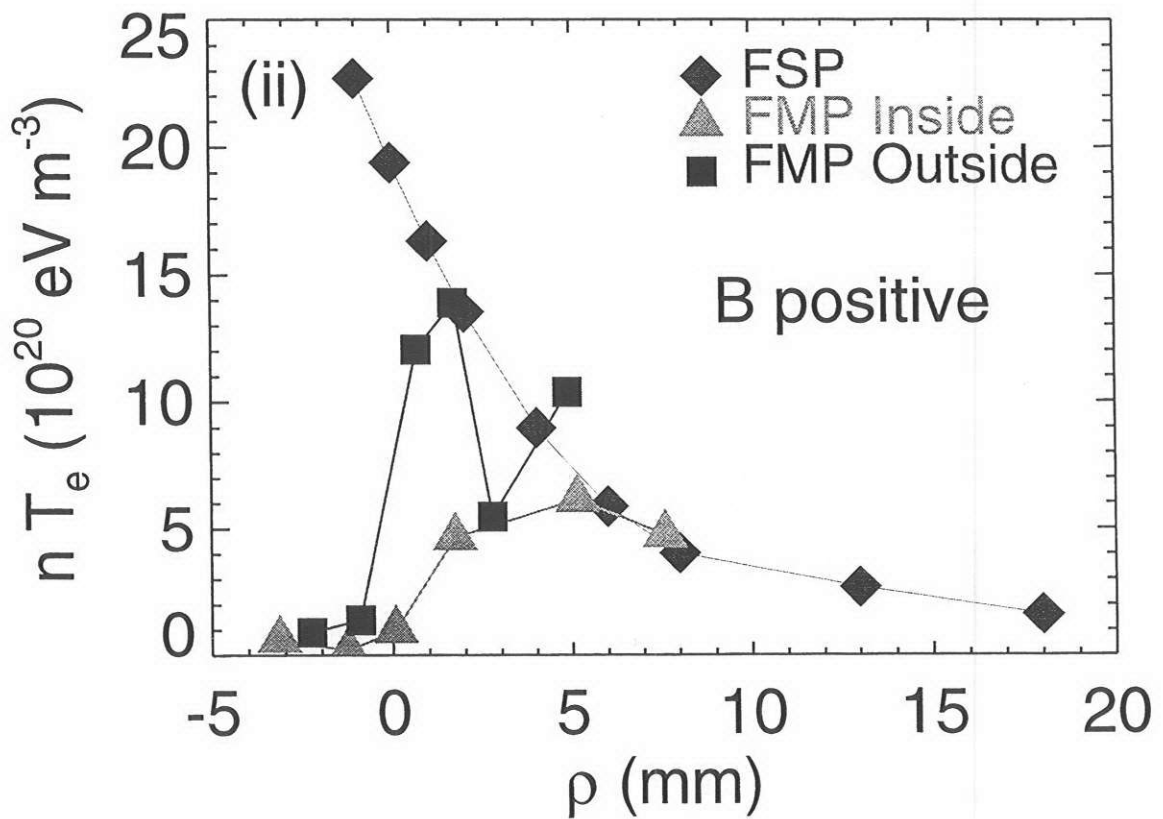 (ii)
FSP
FMP Inside
FMP Outside
B positive
n T_e (10^20 eV m^-3)
25
20
15
10
5
0
-5 0 5 10 15 20
ρ (mm)